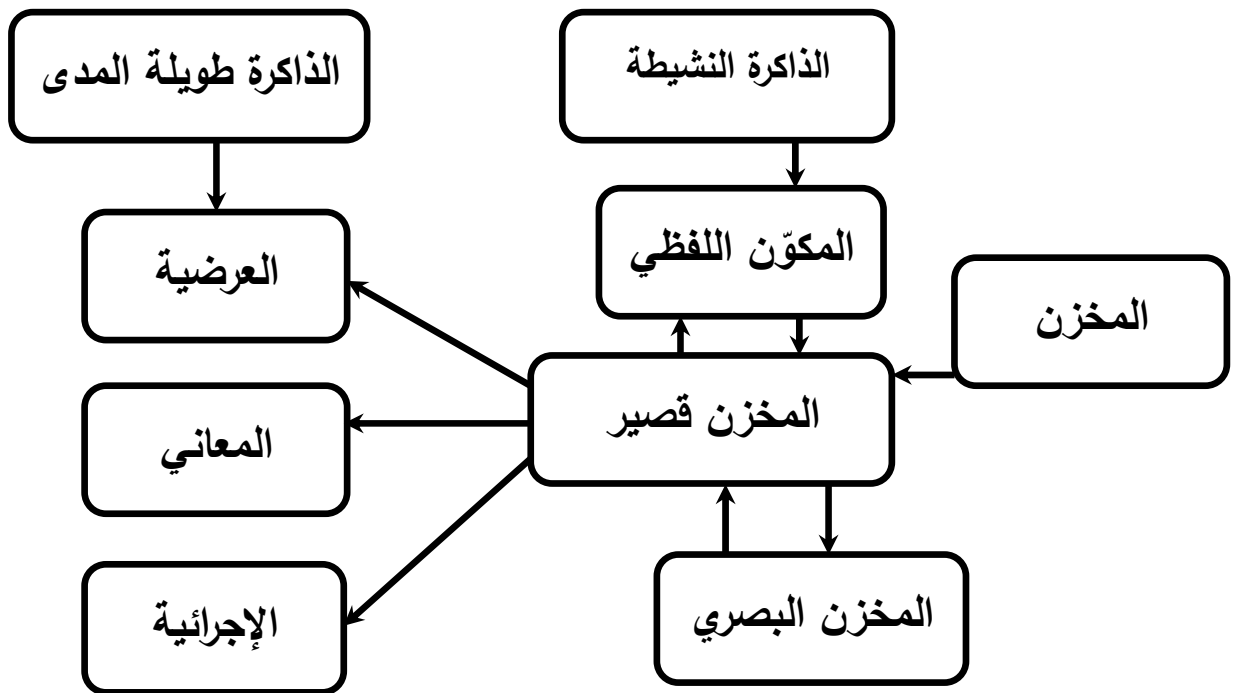 الذاكرة النشيطة
الذاكرة طويلة المدى
المكوّن اللفظي
العرضية
المخزن
المخزن قصير
المعاني
المخزن البصري
الإجرائية